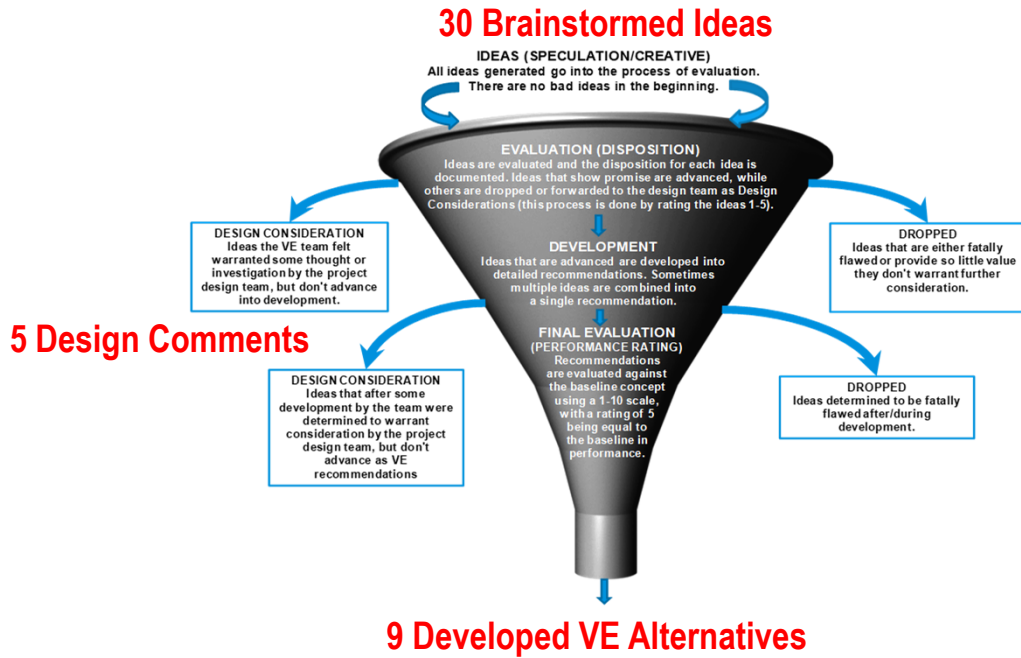 30 Brainstormed Ideas
IDEAS (SPECULATION/CREATIVE)
All ideas generated go into the process of evaluation.
There are no bad ideas in the beginning.
EVALUATION (DISPOSITION)
Ideas are evaluated and the disposition for each idea is
documented. Ideas that show promise are advanced, while
others are dropped or forwarded to the design team as Design
Considerations (this process is done by rating the ideas 1-5).
DESIGN CONSIDERATION
Ideas the VE team felt
warranted some thought or
investigation by the project
design team, but don't advance
into development.
DROPPED
Ideas that are either fatally
flawed or provide so little value
they don't warrant further
consideration.
DEVELOPMENT
Ideas that are advanced are developed into
detailed recommendations. Sometimes
multiple ideas are combined into
a single recommendation.
5 Design Comments
FINAL EVALUATION
(PERFORMANCE RATING)
Recommendations
are evaluated against
the baseline concept
using a 1-10 scale,
with a rating of 5
being equal to
the baseline in
performance.
DESIGN CONSIDERATION
Ideas that after some
development by the team were
determined to warrant
consideration by the project
design team, but don't
advance as VE
recommendations
DROPPED
Ideas determined to be fatally
flawed after/during
development.
9 Developed VE Alternatives